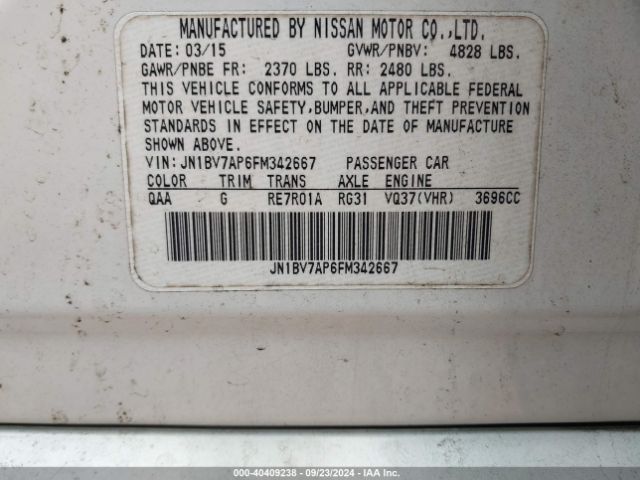 MANUFACTURED BY NISSAN MOTOR CO.,LTD.
DATE: 03/15 GVWR/PNBV: 4828 LBS.
GAWR/PNBE FR: 2370 LBS. RR: 2480 LBS.
THIS VEHICLE CONFORMS TO ALL APPLICABLE FEDERAL
MOTOR VEHICLE SAFETY,BUMPER,AND THEFT PREVENTION
STANDARDS IN EFFECT ON THE DATE OF MANUFACTURE
SHOWN ABOVE.
VIN: JN1BV7AP6FM342667 PASSENGER CAR
COLOR TRIM TRANS AXLE ENGINE
QAA G RE7R01A RG31 VQ37(VHR) 3696CC
JN1BV7AP6FM342667
000-40409238 - 09/23/2024 - IAA Inc.